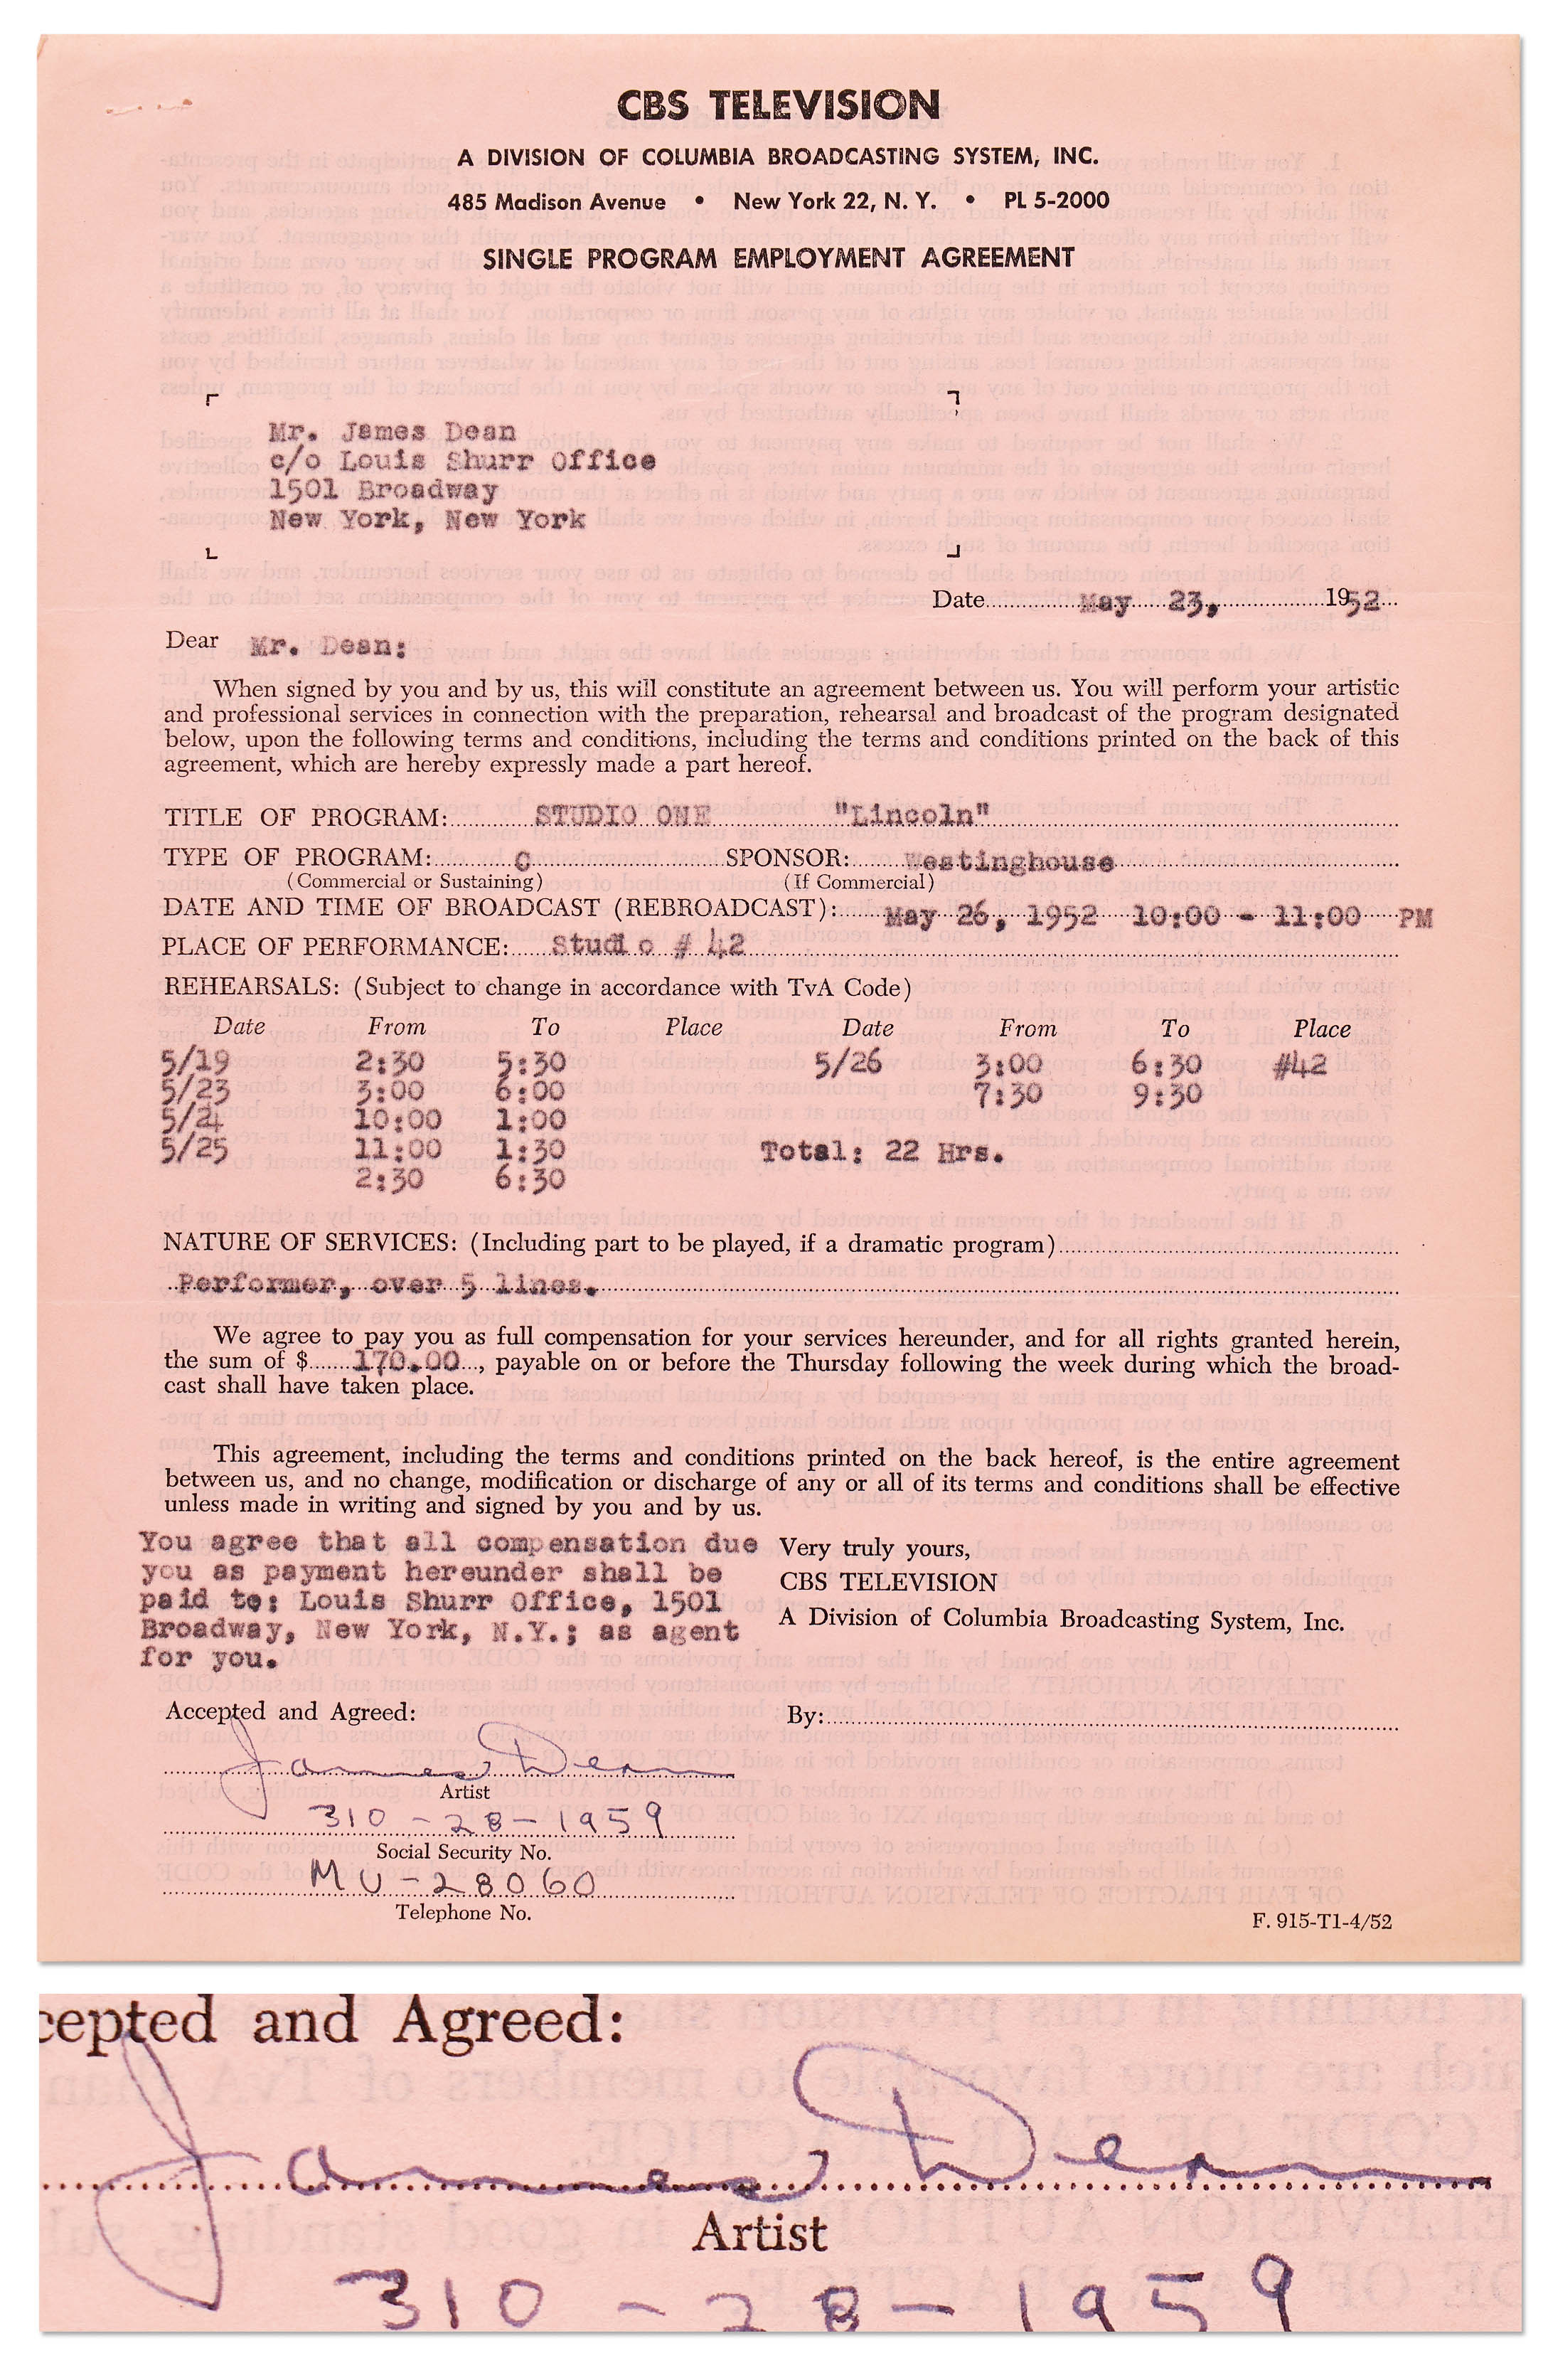 CBS TELEVISION
A DIVISION OF COLUMBIA BROADCASTING SYSTEM, INC.
485 Madison Avenue • New York 22, N. Y. • PL 5-2000
SINGLE PROGRAM EMPLOYMENT AGREEMENT
Mr. James Dean
c/o Louis Shurr Office
1501 Broadway
New York, New York
Date May 23, 1952
Dear Mr. Dean:
When signed by you and by us, this will constitute an agreement between us. You will perform your artistic
and professional services in connection with the preparation, rehearsal and broadcast of the program designated
below, upon the following terms and conditions, including the terms and conditions printed on the back of this
agreement, which are hereby expressly made a part hereof.
TITLE OF PROGRAM: STUDIO ONE "Lincoln"
TYPE OF PROGRAM: C SPONSOR: Westinghouse
(Commercial or Sustaining) (If Commercial)
DATE AND TIME OF BROADCAST (REBROADCAST): May 26, 1952 10:00 - 11:00 PM
PLACE OF PERFORMANCE: Studio # 42
REHEARSALS: (Subject to change in accordance with TvA Code)
Date From To Place Date From To Place
5/19 2:30 5:30 5/26 3:00 6:30 #42
5/23 3:00 6:00 7:30 9:30
5/24 10:00 1:00
5/25 11:00 1:30 Total: 22 Hrs.
2:30 6:30
NATURE OF SERVICES: (Including part to be played, if a dramatic program)
Performer, over 5 lines.
We agree to pay you as full compensation for your services hereunder, and for all rights granted herein,
the sum of $ 170.00, payable on or before the Thursday following the week during which the broad-
cast shall have taken place.
This agreement, including the terms and conditions printed on the back hereof, is the entire agreement
between us, and no change, modification or discharge of any or all of its terms and conditions shall be effective
unless made in writing and signed by you and by us.
You agree that all compensation due
you as payment hereunder shall be
paid to: Louis Shurr Office, 1501
Broadway, New York, N.Y.; as agent
for you.
Very truly yours,
CBS TELEVISION
A Division of Columbia Broadcasting System, Inc.
Accepted and Agreed: By:
James Dean
Artist
310-28-1959
Social Security No.
MU-28060
Telephone No.
F. 915-T1-4/52
cepted and Agreed:
James Dean
Artist
310-28-1959